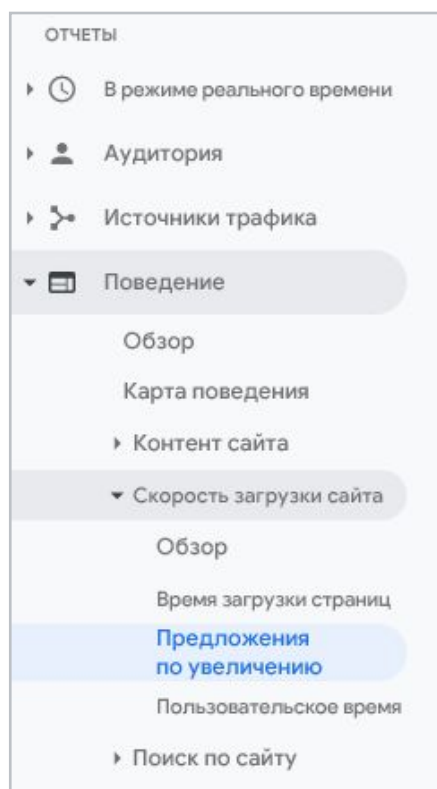 ОТЧЕТЫ
В режиме реального времени
Аудитория
Источники трафика
Поведение
Обзор
Карта поведения
Контент сайта
Скорость загрузки сайта
Обзор
Время загрузки страниц
Предложения
по увеличению
Пользовательское время
Поиск по сайту